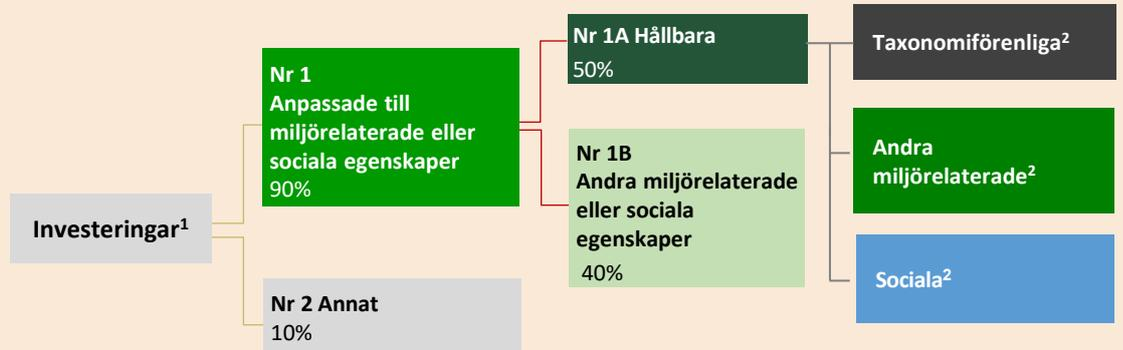 Investeringar¹
Nr 1
Anpassade till
miljörelaterade eller
sociala egenskaper
90%
Nr 2 Annat
10%
Nr 1A Hållbara
50%
Nr 1B
Andra miljörelaterade
eller sociala
egenskaper
40%
Taxonomiförenliga²
Andra
miljörelaterade²
Sociala²